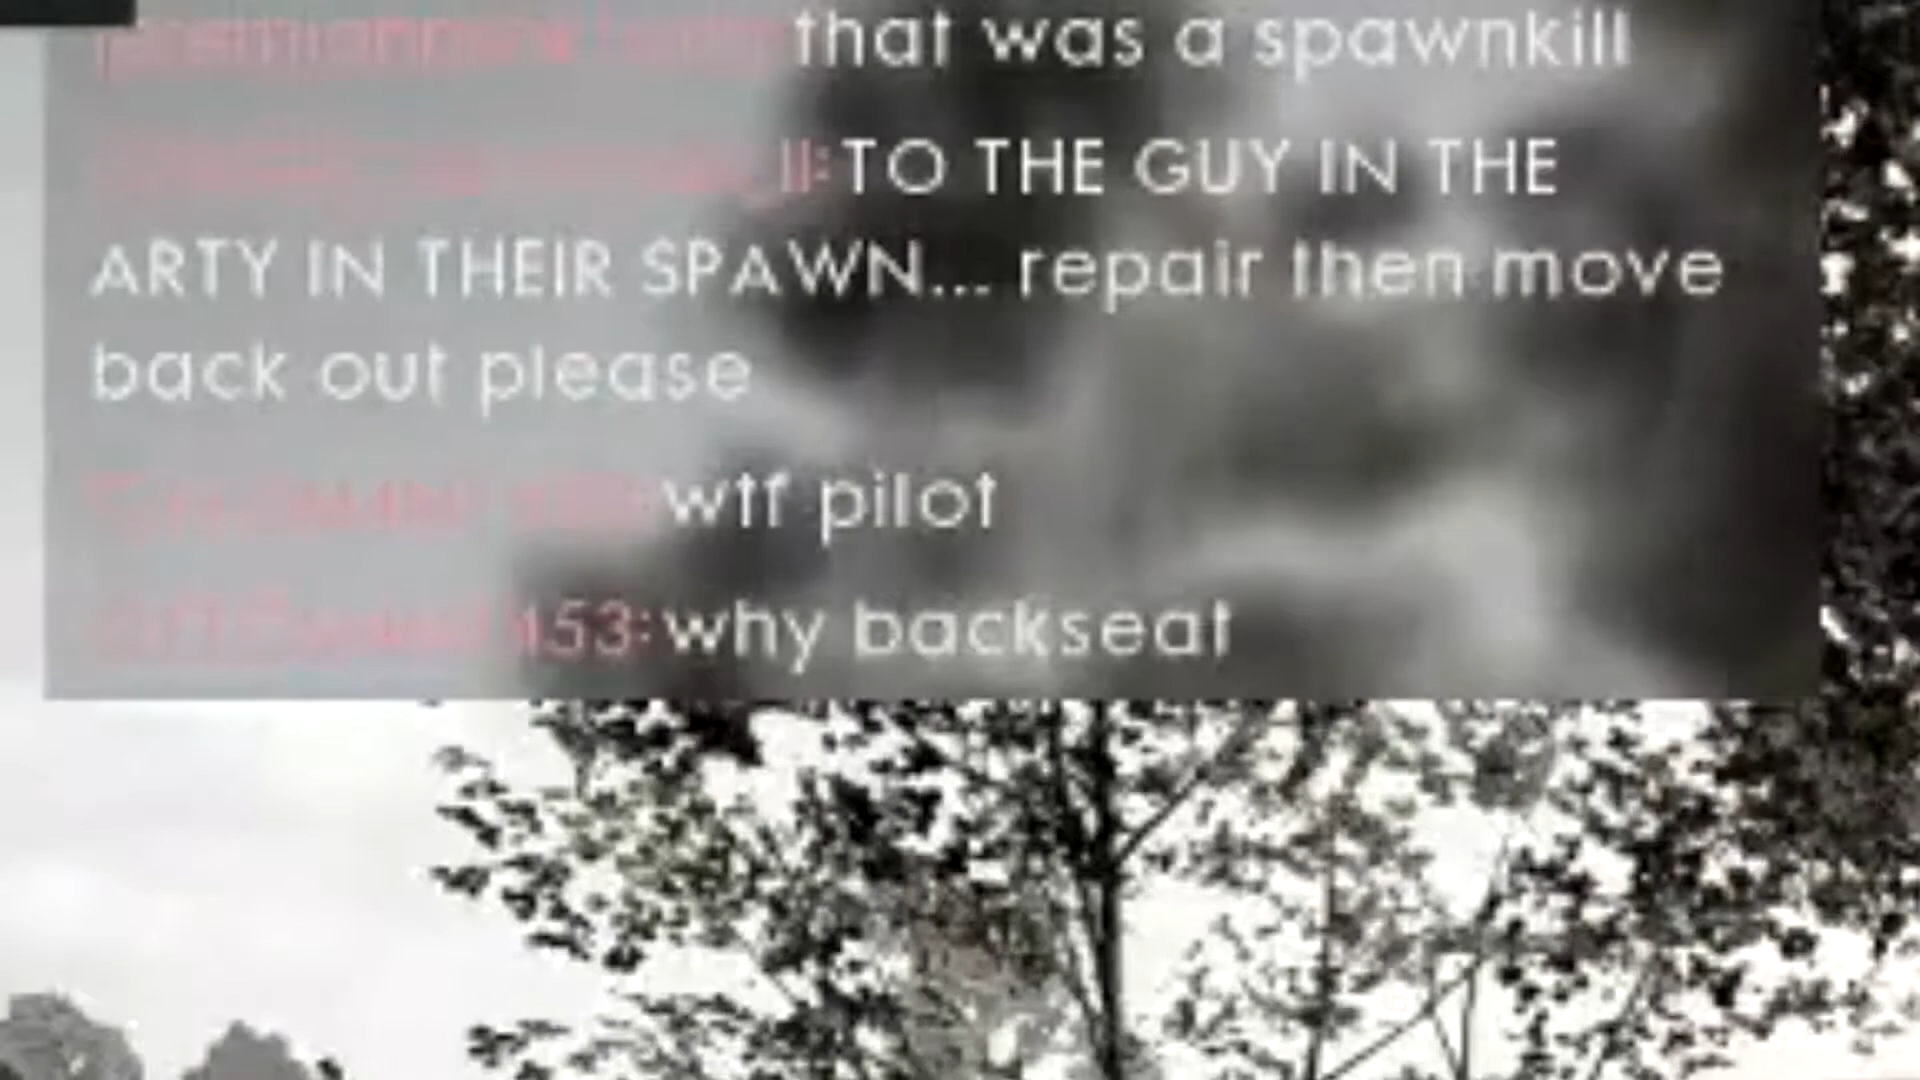 that was a spawnkill
TO THE GUY IN THE
ARTY IN THEIR SPAWN... repair then move
back out please
wtf pilot
153: why backseat